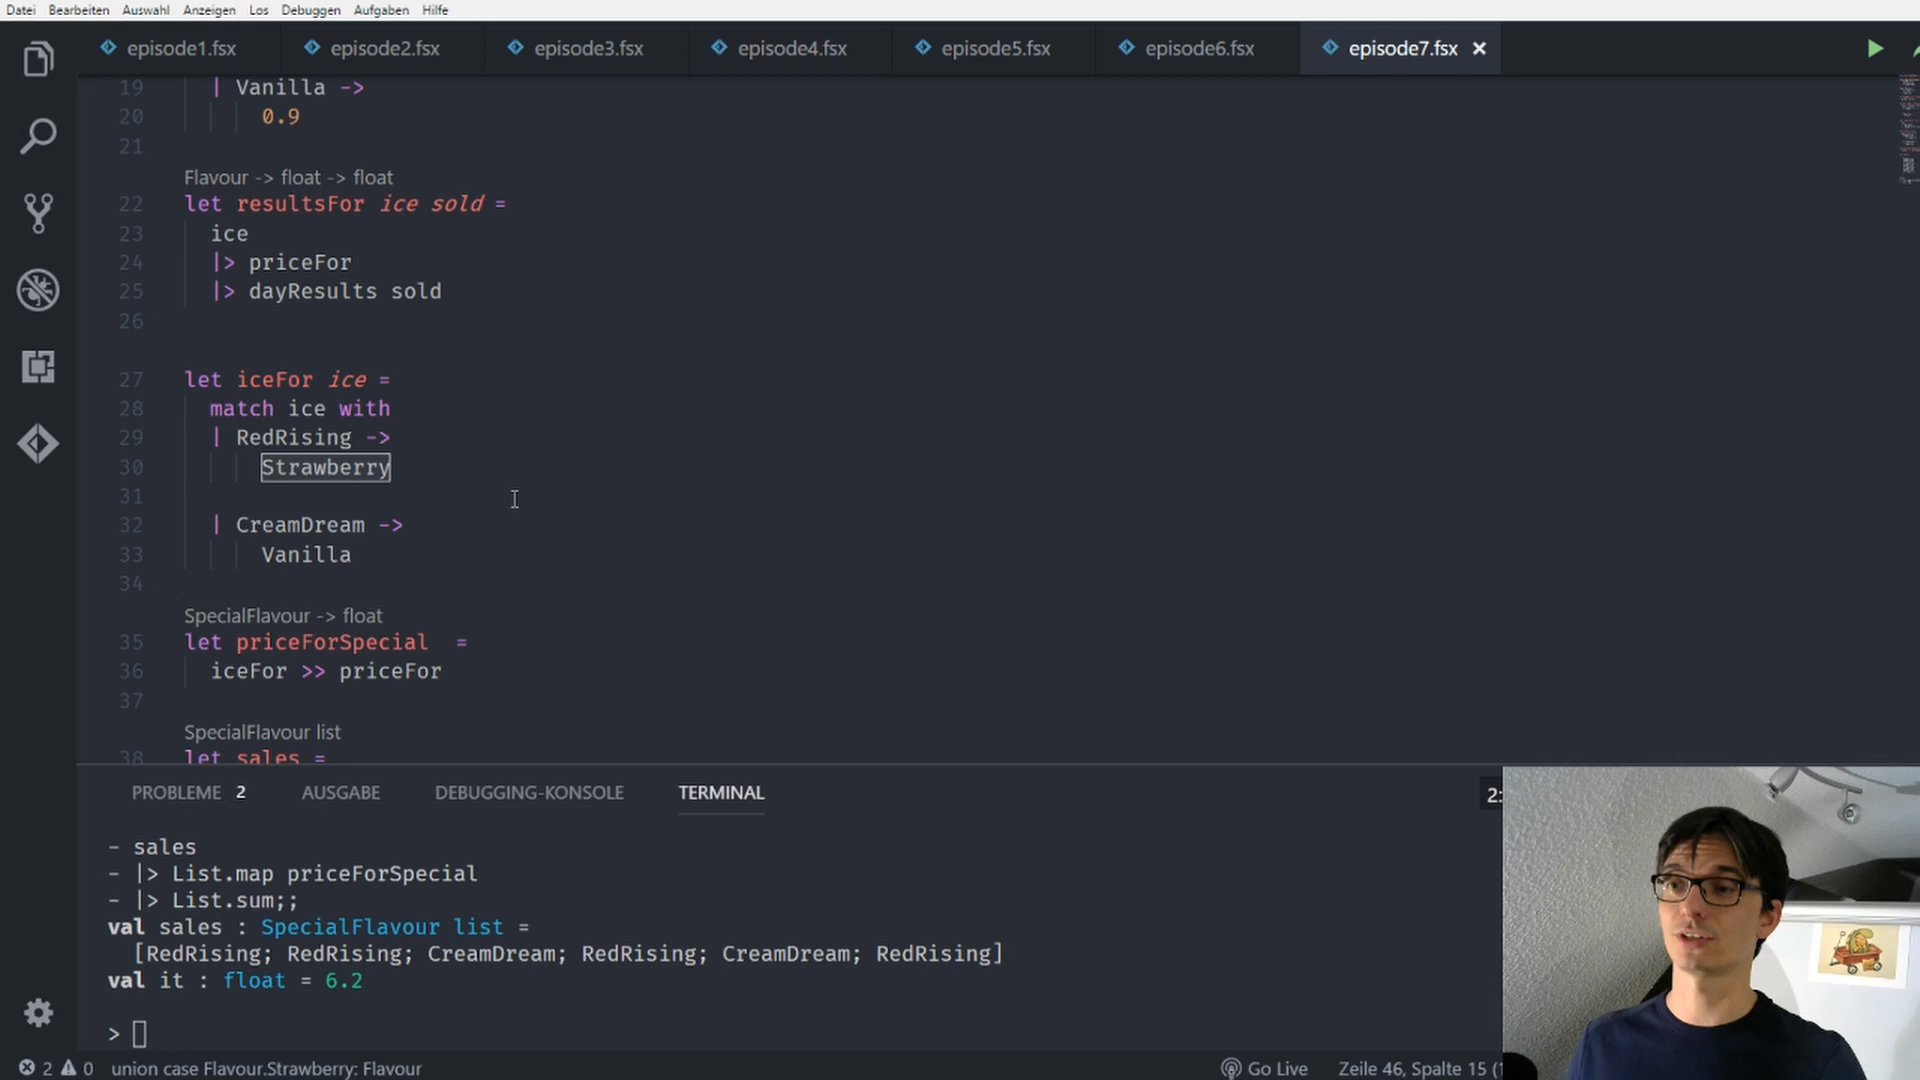 Datei Bearbeiten Auswahl Anzeigen Los Debuggen Aufgaben Hilfe
episode1.fsx episode2.fsx episode3.fsx episode4.fsx episode5.fsx episode6.fsx episode7.fsx
19 | Vanilla ->
20 0.9
21
Flavour -> float -> float
22 let resultsFor ice sold =
23 ice
24 |> priceFor
25 |> dayResults sold
26
27 let iceFor ice =
28 match ice with
29 | RedRising ->
30 Strawberry
31
32 | CreamDream ->
33 Vanilla
34
SpecialFlavour -> float
35 let priceForSpecial =
36 iceFor >> priceFor
37
SpecialFlavour list
38 let sales =
PROBLEME 2 AUSGABE DEBUGGING-KONSOLE TERMINAL 2:
- sales
- |> List.map priceForSpecial
- |> List.sum;;
val sales : SpecialFlavour list =
[RedRising; RedRising; CreamDream; RedRising; CreamDream; RedRising]
val it : float = 6.2
>
2 0 union case Flavour.Strawberry: Flavour Go Live Zeile 46, Spalte 15 (